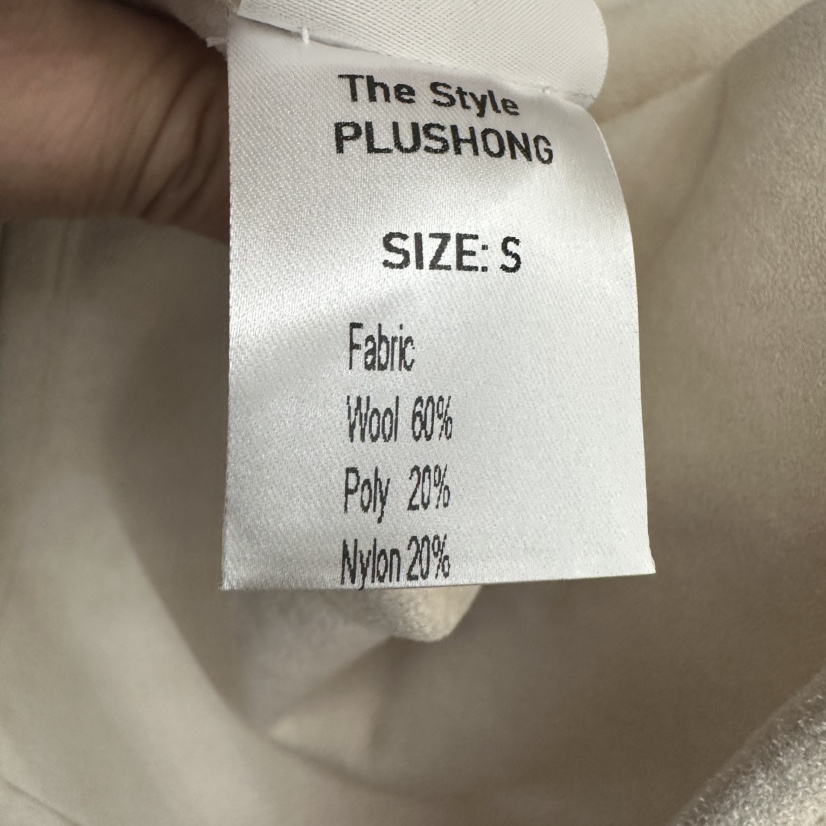 The Style
PLUSHONG
SIZE: S
Fabric
Wool 60%
Poly 20%
Nylon 20%